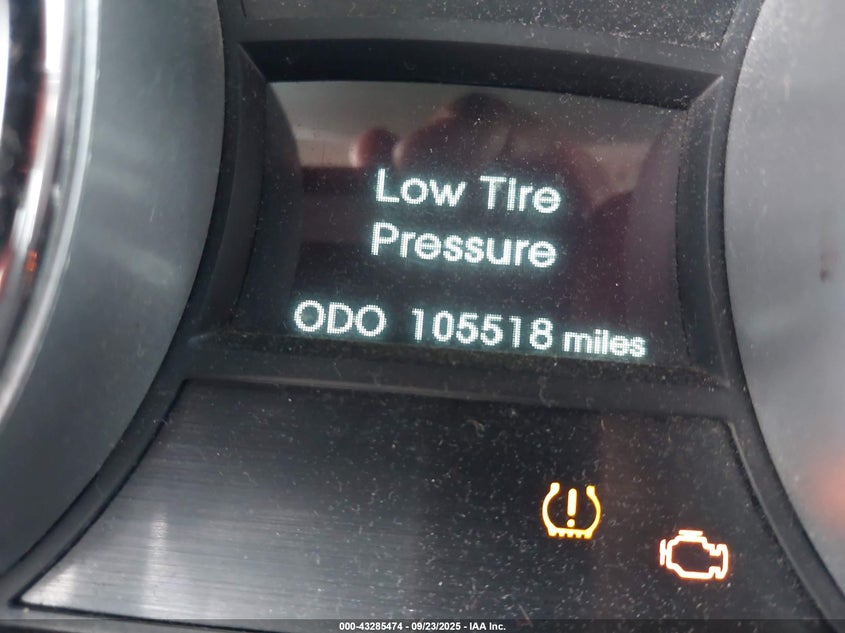 Low Tire
Pressure
ODO 105518 miles
000-43285474 - 09/23/2025 - IAA Inc.